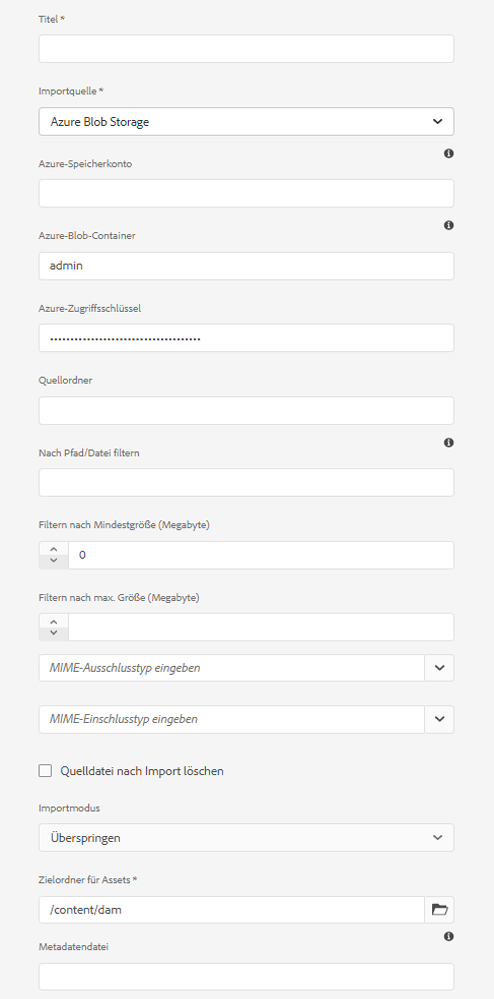 Titel *
Importquelle *
Azure Blob Storage
Azure-Speicherkonto
Azure-Blob-Container
admin
Azure-Zugriffsschlüssel
•••••••••••••••••••••••••••••••••••••
Quellordner
Nach Pfad/Datei filtern
Filtern nach Mindestgröße (Megabyte)
0
Filtern nach max. Größe (Megabyte)
MIME-Ausschlusstyp eingeben
MIME-Einschlusstyp eingeben
Quelldatei nach Import löschen
Importmodus
Überspringen
Zielordner für Assets *
/content/dam
Metadatendatei